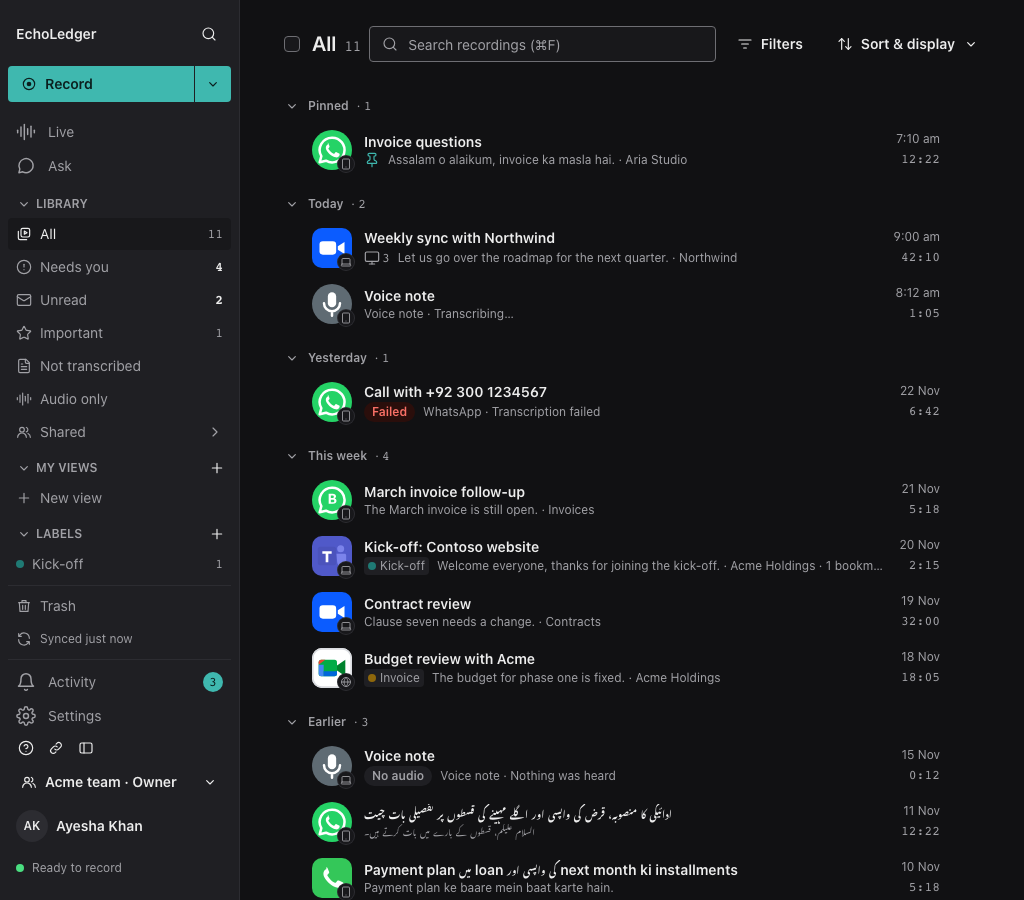 EchoLedger
Record
Live
Ask
LIBRARY
All 11
Needs you 4
Unread 2
Important 1
Not transcribed
Audio only
Shared
MY VIEWS
New view
LABELS
Kick-off 1
Trash
Synced just now
Activity 3
Settings
Acme team · Owner
AK Ayesha Khan
Ready to record
All 11
Search recordings (⌘F)
Filters
Sort & display
Pinned · 1
Invoice questions 7:10 am
Assalam o alaikum, invoice ka masla hai. · Aria Studio 12:22
Today · 2
Weekly sync with Northwind 9:00 am
3 Let us go over the roadmap for the next quarter. · Northwind 42:10
Voice note 8:12 am
Voice note · Transcribing… 1:05
Yesterday · 1
Call with +92 300 1234567 22 Nov
Failed WhatsApp · Transcription failed 6:42
This week · 4
B
March invoice follow-up 21 Nov
The March invoice is still open. · Invoices 5:18
T
Kick-off: Contoso website 20 Nov
Kick-off Welcome everyone, thanks for joining the kick-off. · Acme Holdings · 1 bookm… 2:15
Contract review 19 Nov
Clause seven needs a change. · Contracts 32:00
Budget review with Acme 18 Nov
Invoice The budget for phase one is fixed. · Acme Holdings 18:05
Earlier · 3
Voice note 15 Nov
No audio Voice note · Nothing was heard 0:12
ادائیگی کا منصوبہ، قرض کی واپسی اور اگلے مہینے کی قسطوں پر تفصیلی بات چیت 11 Nov
السلام علیکم، قسطوں کے بارے میں بات کرتے ہیں۔ 12:22
Payment plan میں loan کی واپسی اور next month ki installments 10 Nov
Payment plan ke baare mein baat karte hain. 5:18